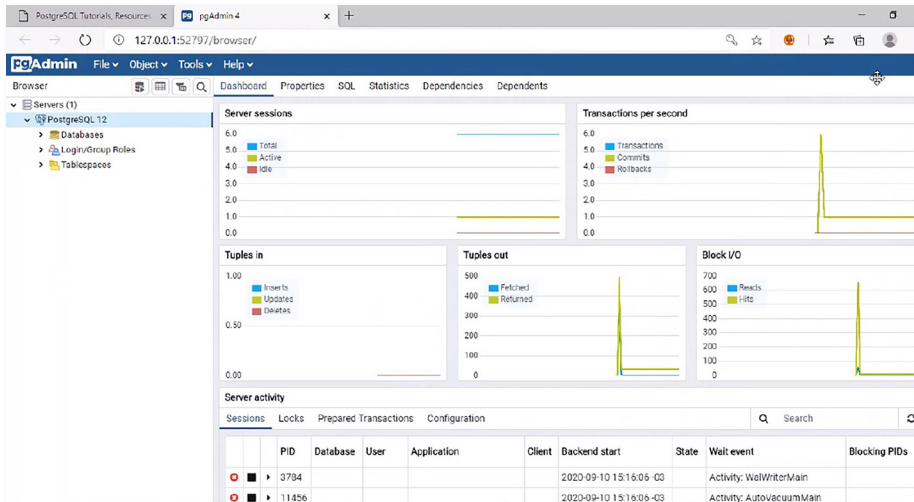 PostgreSQL Tutorials, Resources × pgAdmin 4 × +
127.0.0.1:52797/browser/
pgAdmin File Object Tools Help
Browser Dashboard Properties SQL Statistics Dependencies Dependents
Servers (1)
PostgreSQL 12
Databases
Login/Group Roles
Tablespaces
Server sessions
6.0
5.0
4.0
3.0
2.0
1.0
0.0
Total
Active
Idle
Transactions per second
6.0
5.0
4.0
3.0
2.0
1.0
0.0
Transactions
Commits
Rollbacks
Tuples in
1.00
0.50
0.00
Inserts
Updates
Deletes
Tuples out
500
400
300
200
100
0
Fetched
Returned
Block I/O
700
600
500
400
300
200
100
0
Reads
Hits
Server activity
Sessions Locks Prepared Transactions Configuration Search
PID Database User Application Client Backend start State Wait event Blocking PIDs
3784 2020-09-10 15:16:06 -03 Activity: WalWriterMain
11456 2020-09-10 15:16:06 -03 Activity: AutoVacuumMain